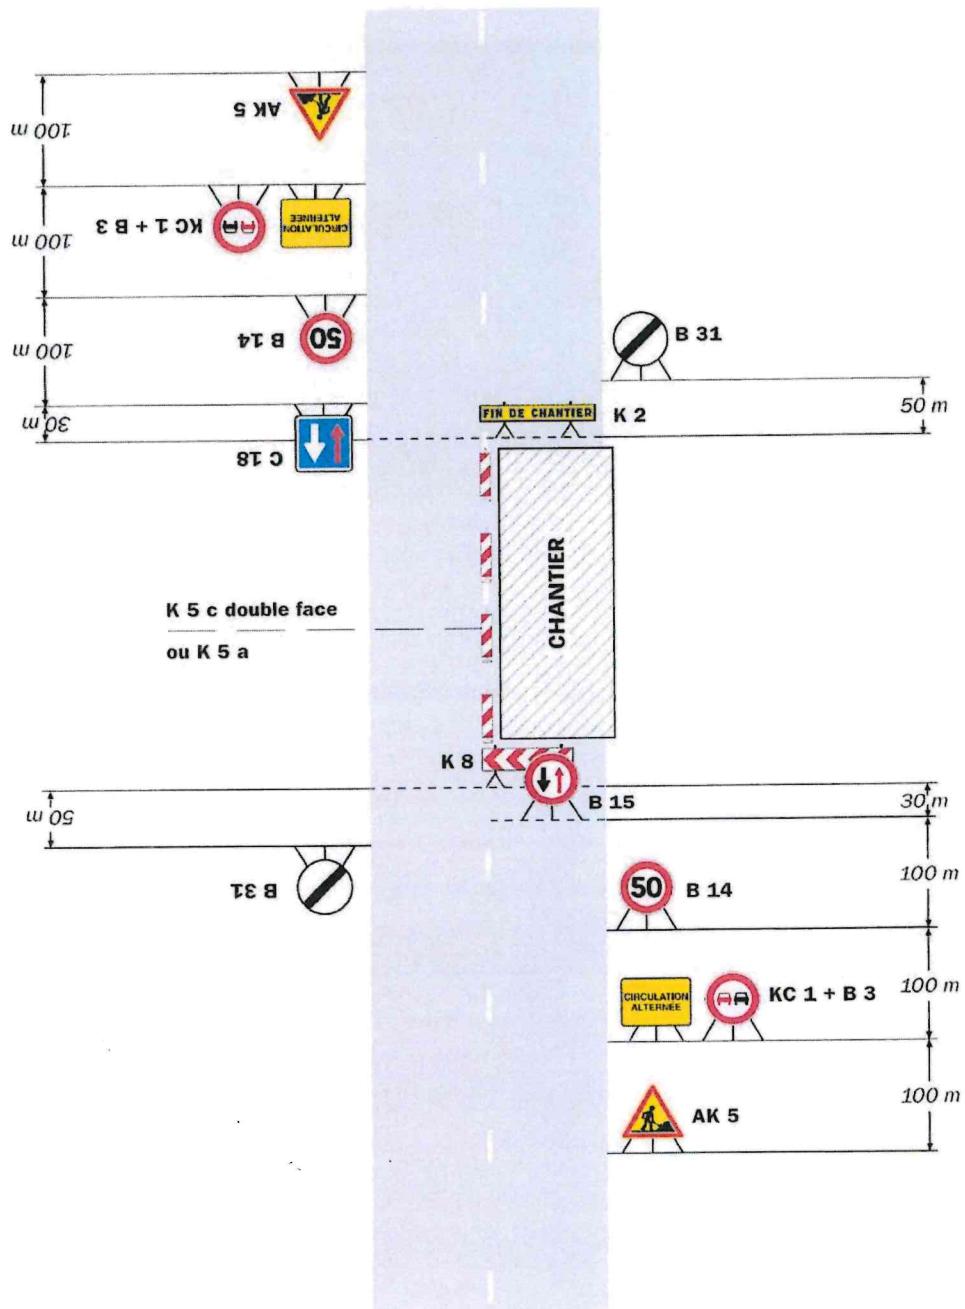 AK 5
100 m
KC 1 + B 3
CIRCULATION
ALTERNÉE
100 m
B 14
50
100 m
C 18
30 m
B 31
50 m
FIN DE CHANTIER
K 2
CHANTIER
K 5 c double face
ou K 5 a
K 8
B 15
30 m
50 m
B 31
50
B 14
100 m
CIRCULATION
ALTERNÉE
KC 1 + B 3
100 m
AK 5
100 m